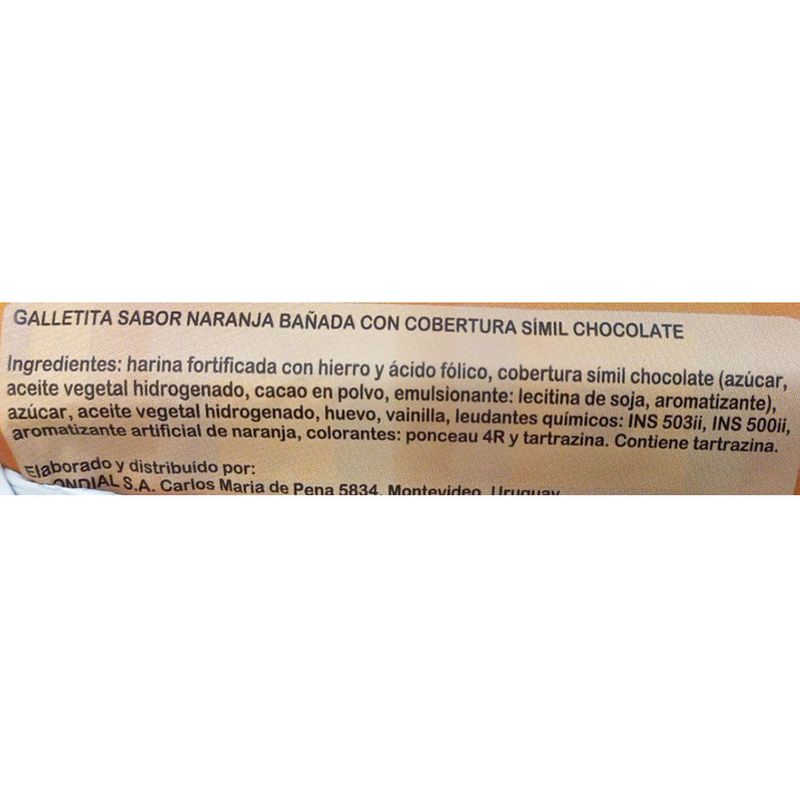 GALLETITA SABOR NARANJA BAÑADA CON COBERTURA SÍMIL CHOCOLATE
Ingredientes: harina fortificada con hierro y ácido fólico, cobertura símil chocolate (azúcar,
aceite vegetal hidrogenado, cacao en polvo, emulsionante: lecitina de soja, aromatizante),
azúcar, aceite vegetal hidrogenado, huevo, vainilla, leudantes químicos: INS 503ii, INS 500ii,
aromatizante artificial de naranja, colorantes: ponceau 4R y tartrazina. Contiene tartrazina.
Elaborado y distribuído por:
S.A. Carlos Maria de Pena 5834, Montevideo, Uruguay